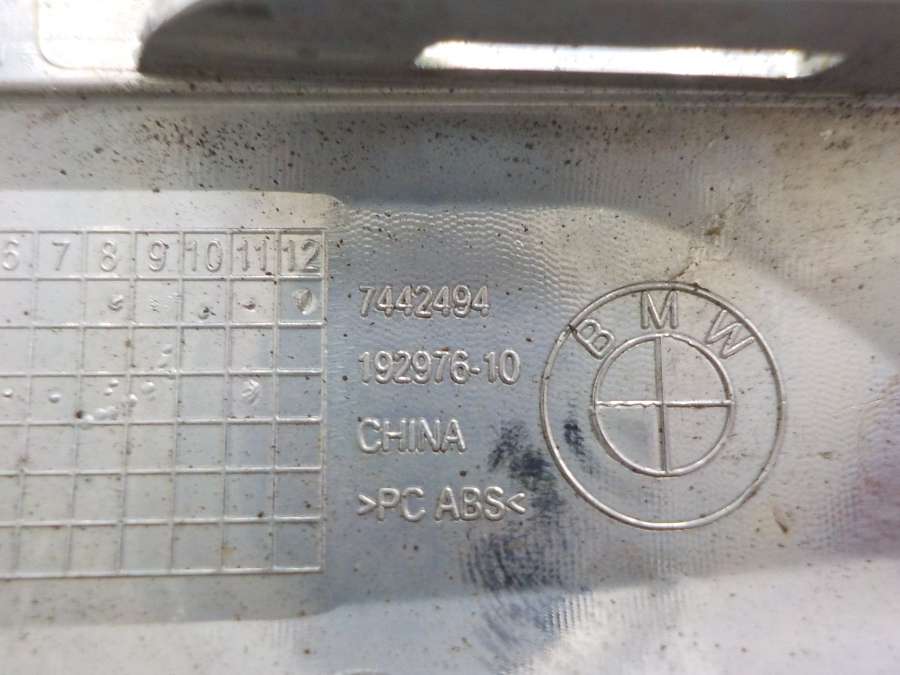 6 7 8 9 10 11 12
7442494
192976-10
CHINA
>PC ABS<
BMW